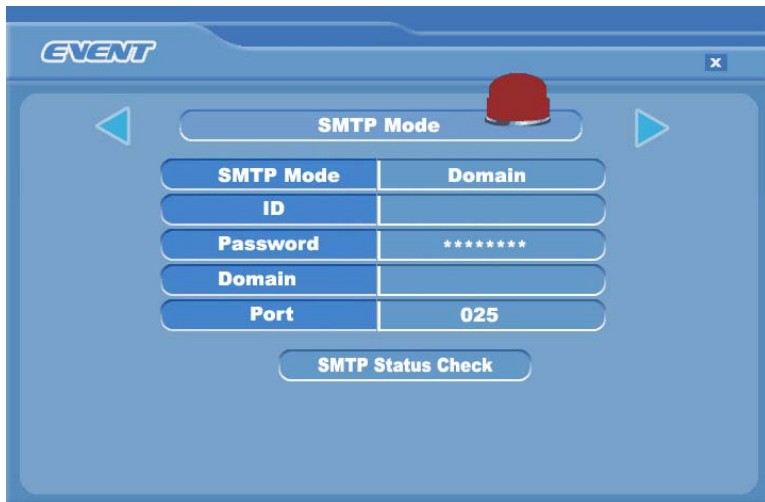 EVENT
X
SMTP Mode
SMTP Mode Domain
ID
Password ********
Domain
Port 025
SMTP Status Check